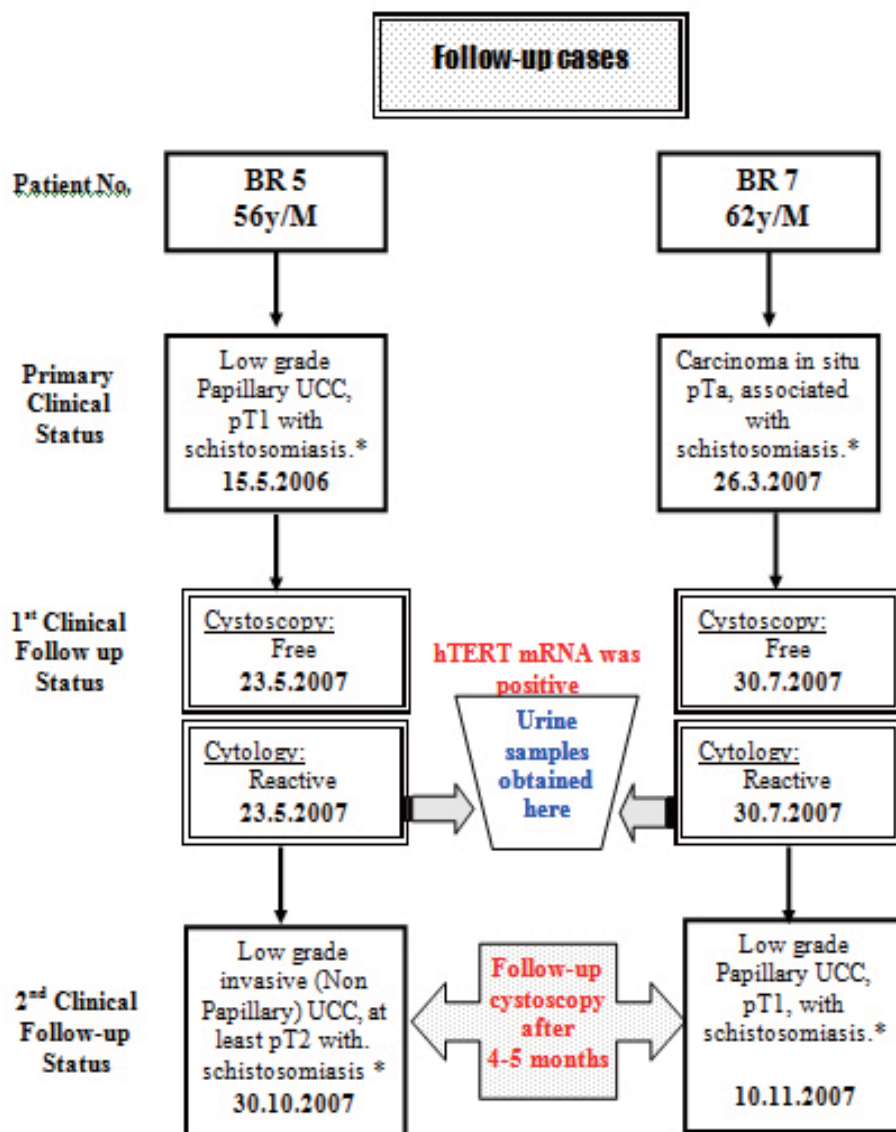 Follow-up cases
Patient No.
BR 5
56y/M
BR 7
62y/M
Primary
Clinical
Status
Low grade
Papillary UCC,
pT1 with
schistosomiasis.*
15.5.2006
Carcinoma in situ
pTa, associated
with
schistosomiasis.*
26.3.2007
1st Clinical
Follow up
Status
Cystoscopy:
Free
23.5.2007
hTERT mRNA was
positive
Cystoscopy:
Free
30.7.2007
Cytology:
Reactive
23.5.2007
Urine
samples
obtained
here
Cytology:
Reactive
30.7.2007
2nd Clinical
Follow-up
Status
Low grade
invasive (Non
Papillary) UCC, at
least pT2 with.
schistosomiasis *
30.10.2007
Follow-up
cystoscopy
after
4-5 months
Low grade
Papillary UCC,
pT1, with
schistosomiasis.*
10.11.2007